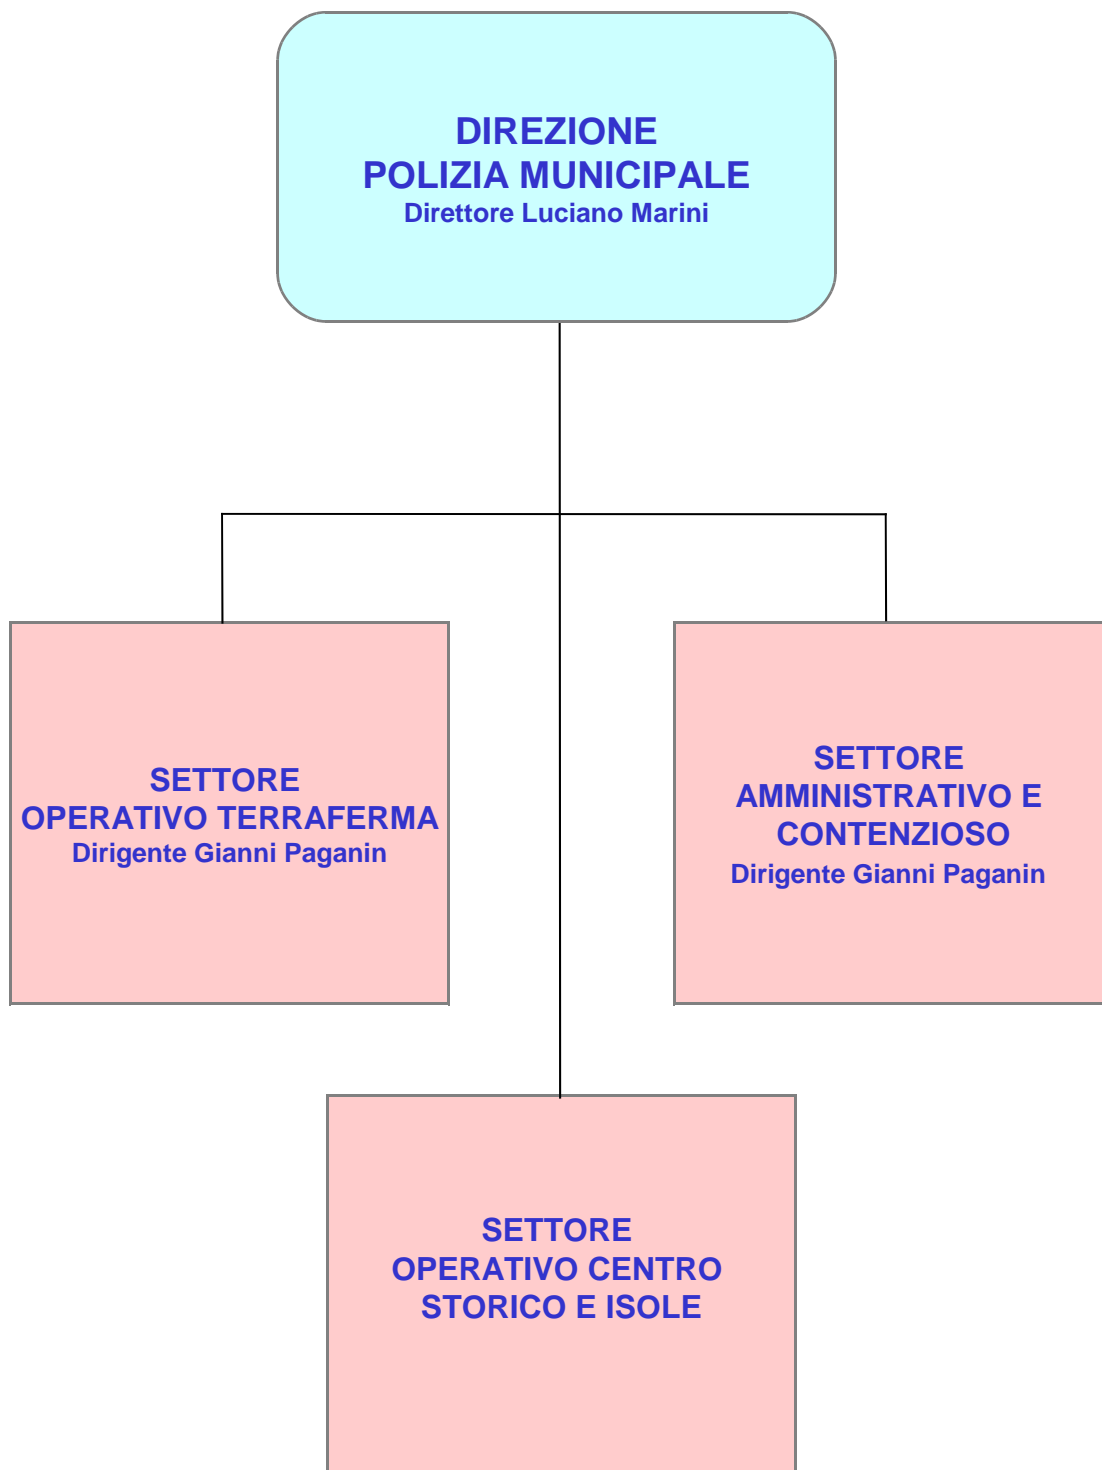 DIREZIONE
POLIZIA MUNICIPALE
Direttore Luciano Marini
SETTORE
OPERATIVO TERRAFERMA
Dirigente Gianni Paganin
SETTORE
AMMINISTRATIVO E
CONTENZIOSO
Dirigente Gianni Paganin
SETTORE
OPERATIVO CENTRO
STORICO E ISOLE